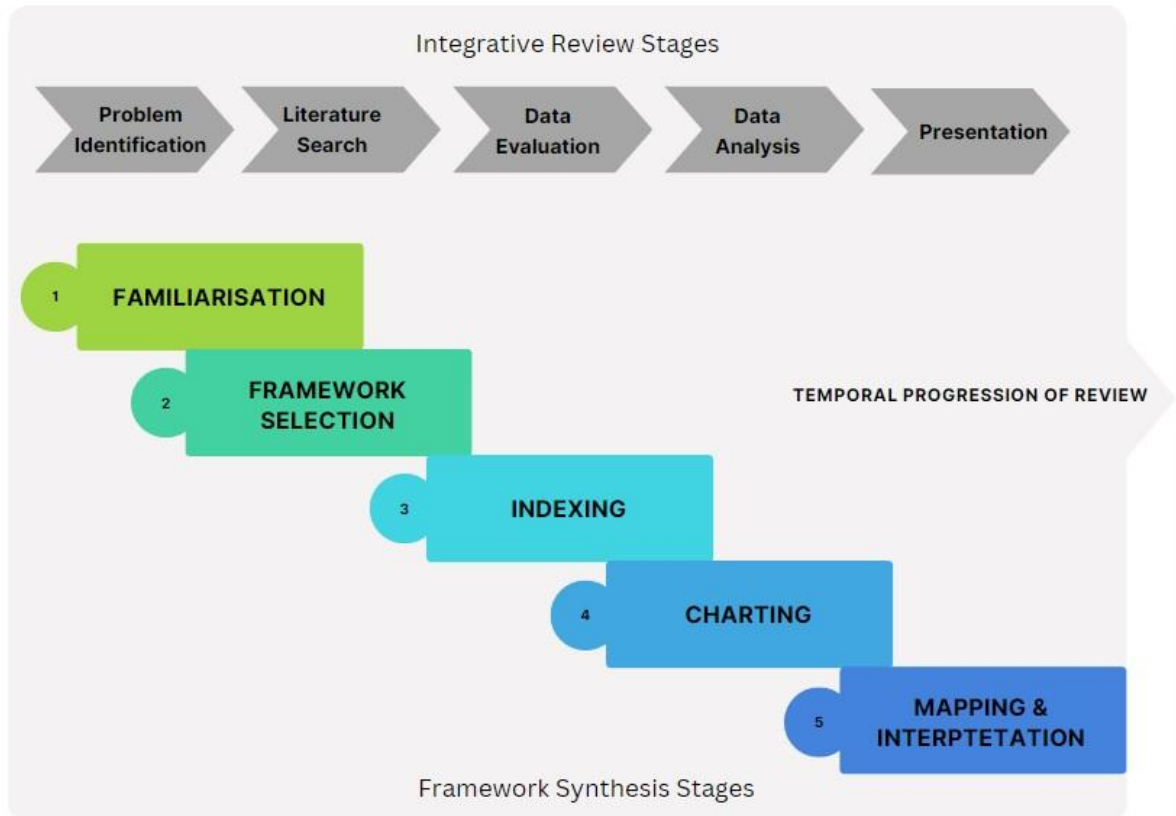 Integrative Review Stages
Problem
Identification
Literature
Search
Data
Evaluation
Data
Analysis
Presentation
1
FAMILIARISATION
2
FRAMEWORK
SELECTION
TEMPORAL PROGRESSION OF REVIEW
3
INDEXING
4
CHARTING
5
MAPPING &
INTERPTETATION
Framework Synthesis Stages